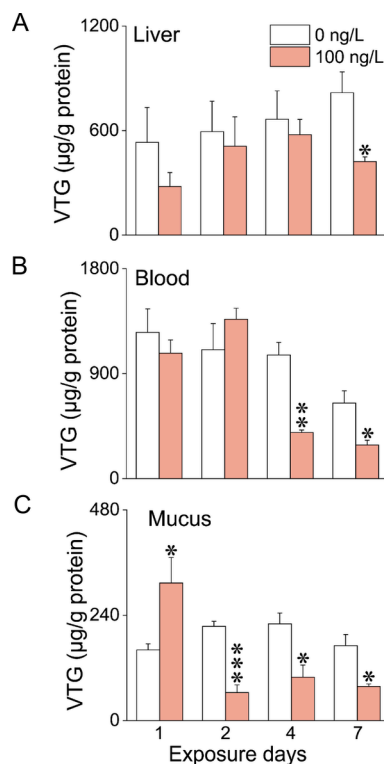 A
Liver
0 ng/L
100 ng/L
VTG (µg/g protein)
1200
600
0
*
B
Blood
VTG (µg/g protein)
1800
900
0
**
*
C
Mucus
VTG (µg/g protein)
480
240
0
*
***
*
*
1 2 4 7
Exposure days